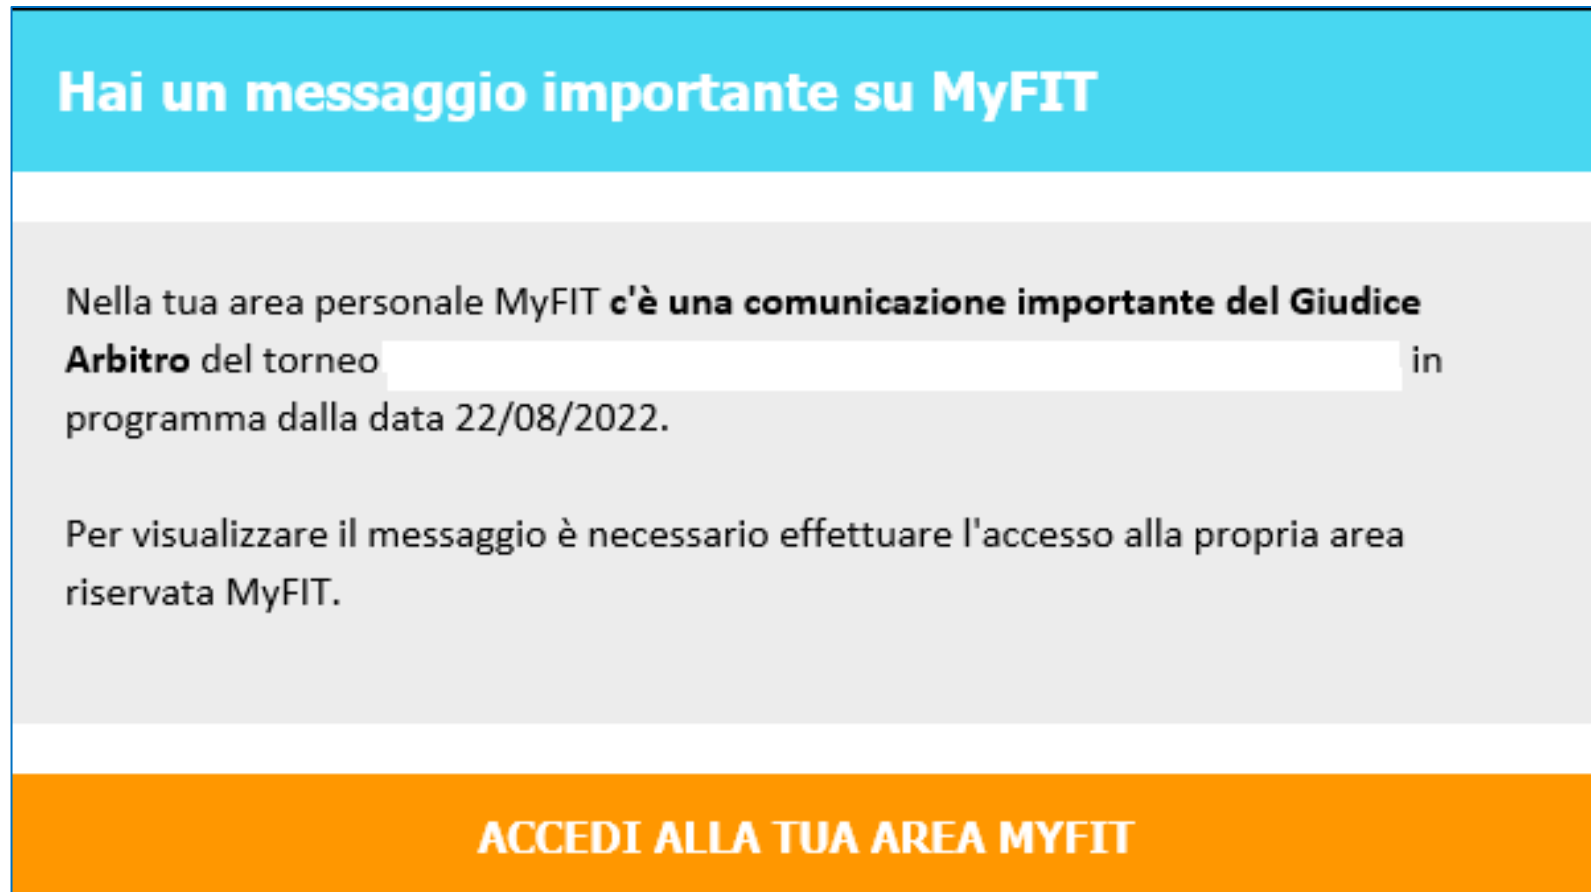 Hai un messaggio importante su MyFIT
Nella tua area personale MyFIT c'è una comunicazione importante del Giudice
Arbitro del torneo in
programma dalla data 22/08/2022.
Per visualizzare il messaggio è necessario effettuare l'accesso alla propria area
riservata MyFIT.
ACCEDI ALLA TUA AREA MYFIT